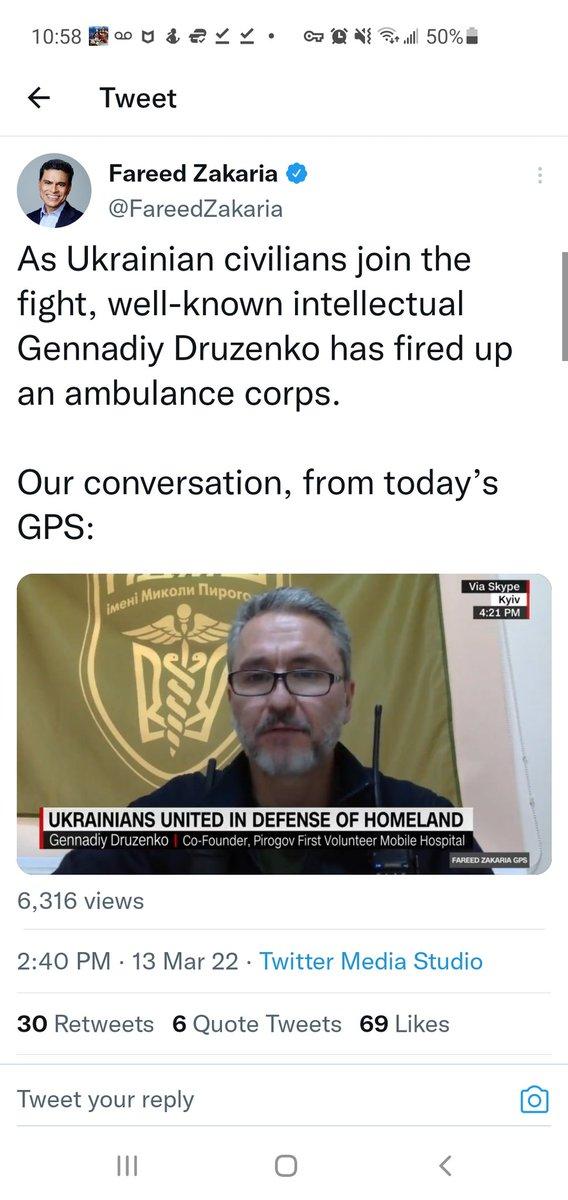 10:58
50%
Tweet
Fareed Zakaria
@FareedZakaria
As Ukrainian civilians join the
fight, well-known intellectual
Gennadiy Druzenko has fired up
an ambulance corps.
Our conversation, from today's
GPS:
імені Миколи Пирого
Via Skype
Kyiv
4:21 PM
UKRAINIANS UNITED IN DEFENSE OF HOMELAND
Gennadiy Druzenko | Co-Founder, Pirogov First Volunteer Mobile Hospital
FAREED ZAKARIA GPS
6,316 views
2:40 PM · 13 Mar 22 · Twitter Media Studio
30 Retweets 6 Quote Tweets 69 Likes
Tweet your reply